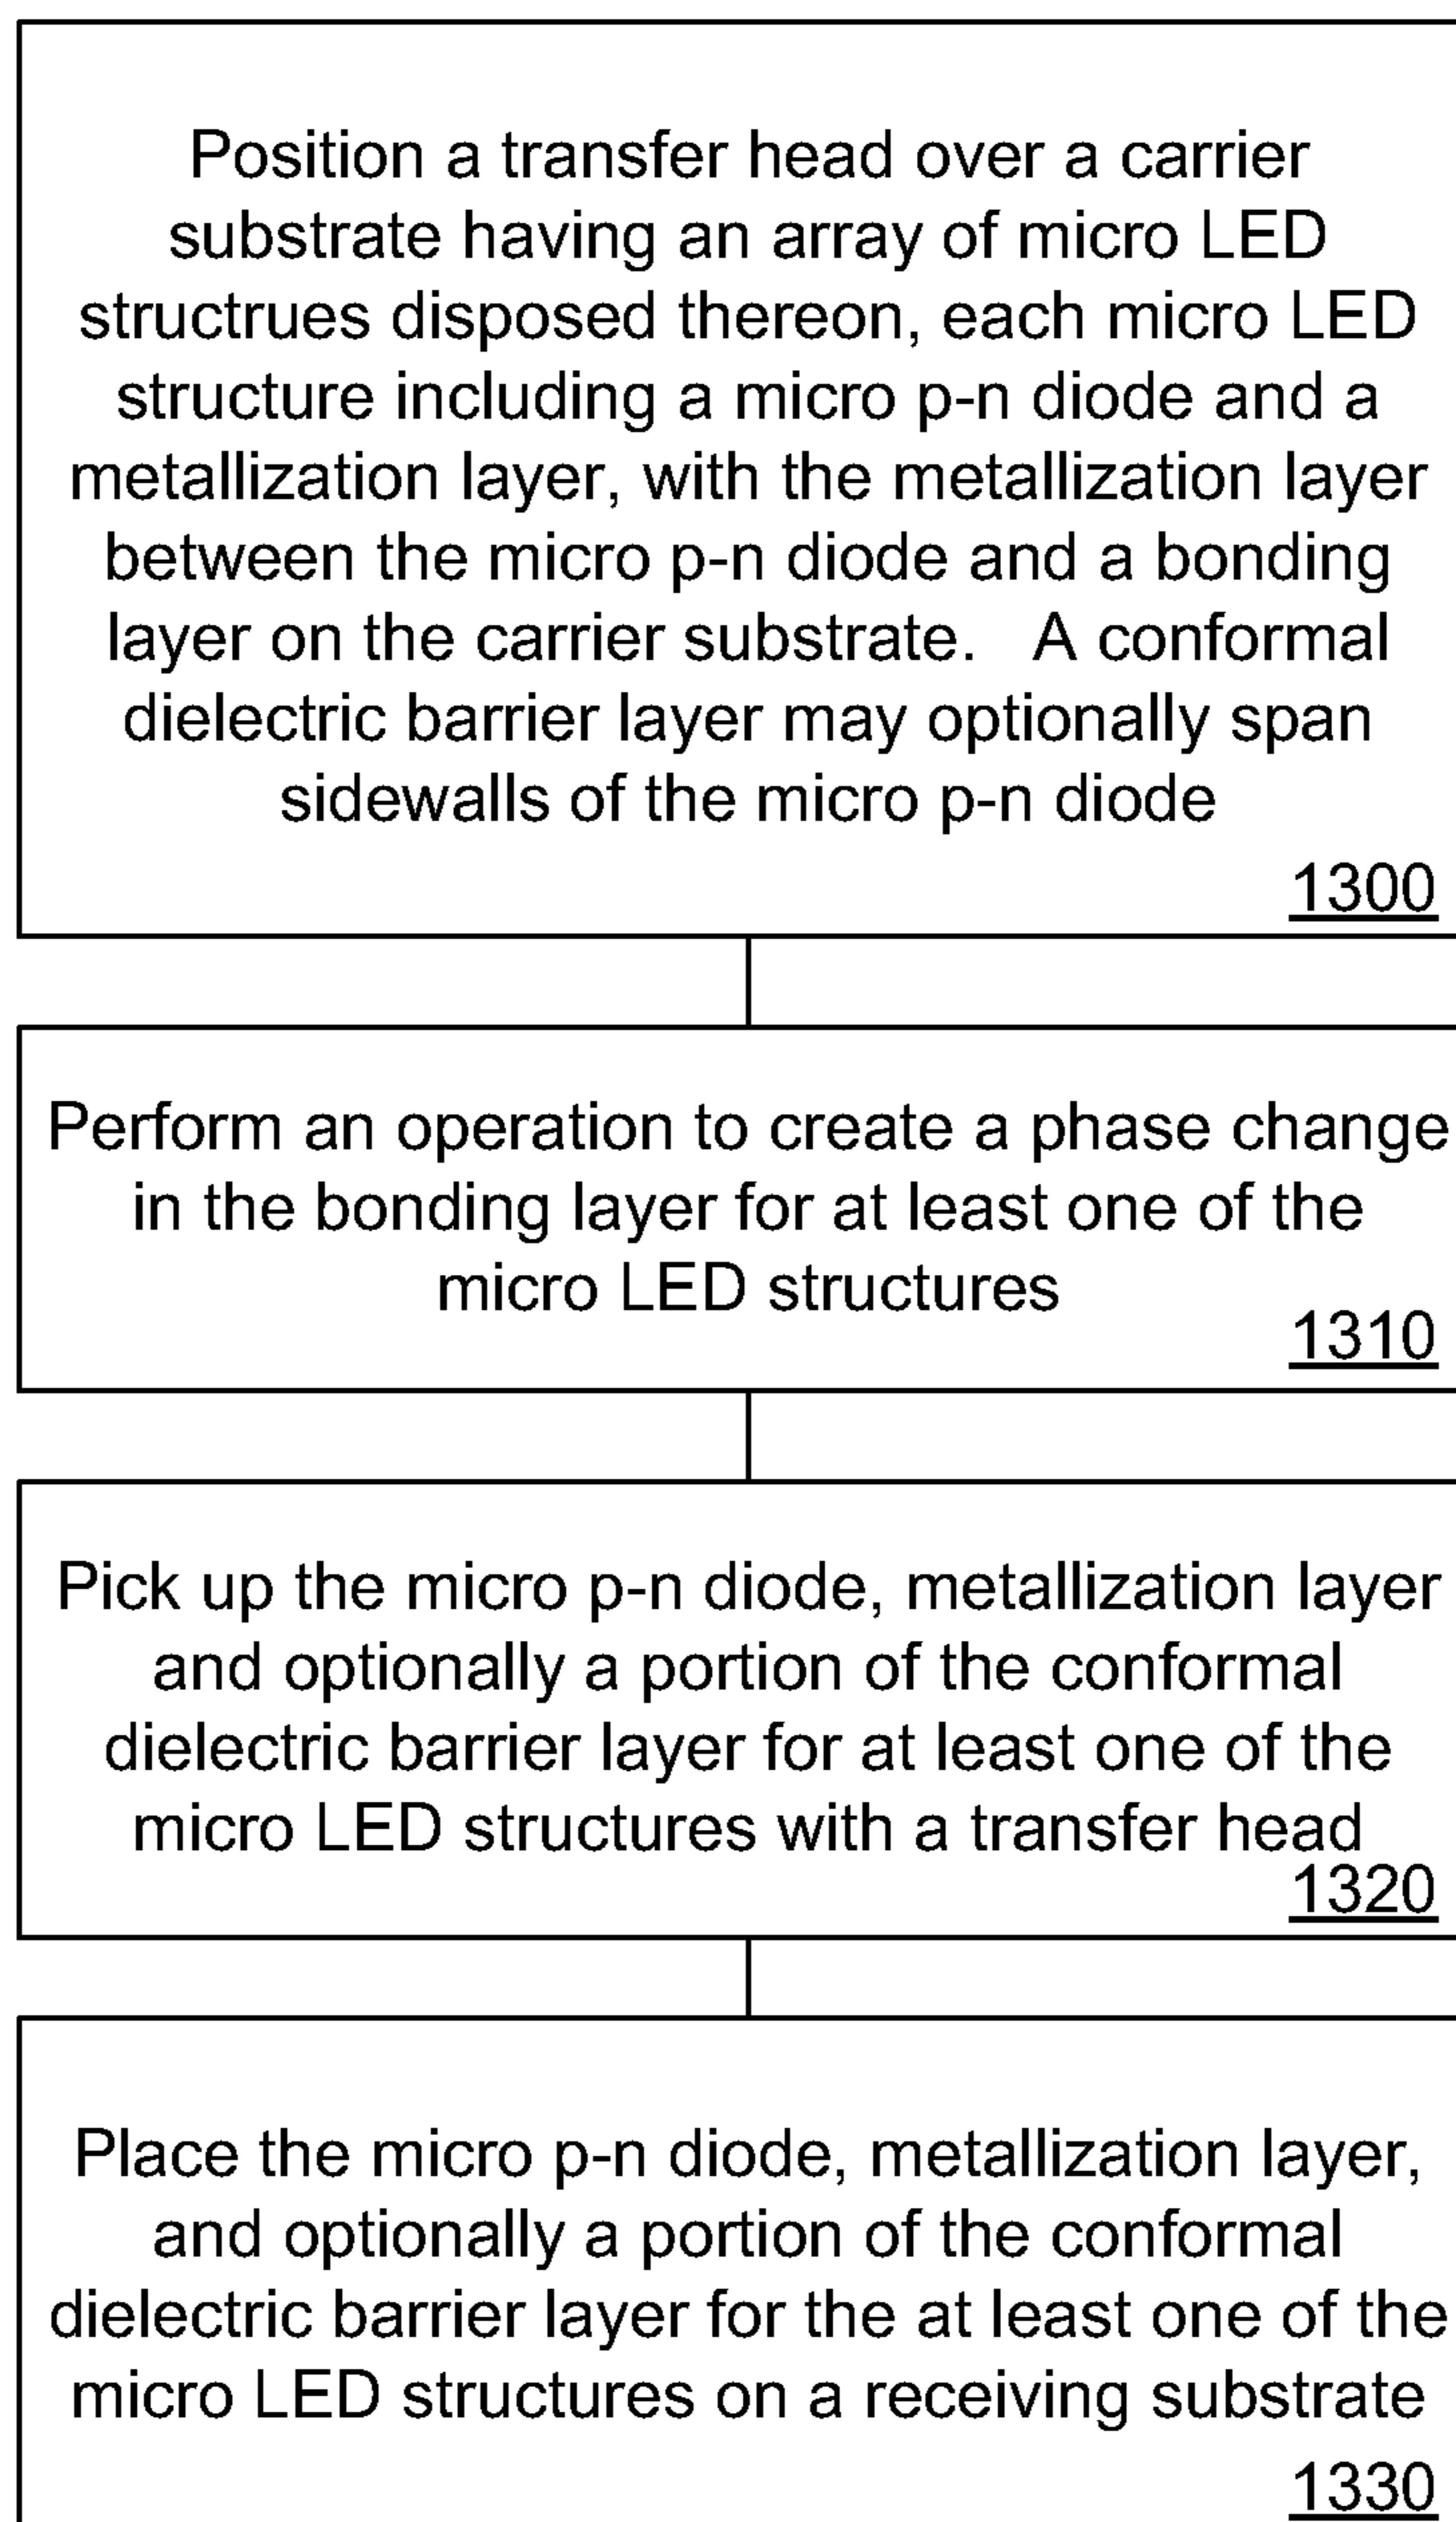 Position a transfer head over a carrier
substrate having an array of micro LED
structrues disposed thereon, each micro LED
structure including a micro p-n diode and a
metallization layer, with the metallization layer
between the micro p-n diode and a bonding
layer on the carrier substrate.   A conformal
dielectric barrier layer may optionally span
sidewalls of the micro p-n diode
1300
Perform an operation to create a phase change
in the bonding layer for at least one of the
micro LED structures
1310
Pick up the micro p-n diode, metallization layer
and optionally a portion of the conformal
dielectric barrier layer for at least one of the
micro LED structures with a transfer head
1320
Place the micro p-n diode, metallization layer,
and optionally a portion of the conformal
dielectric barrier layer for the at least one of the
micro LED structures on a receiving substrate
1330